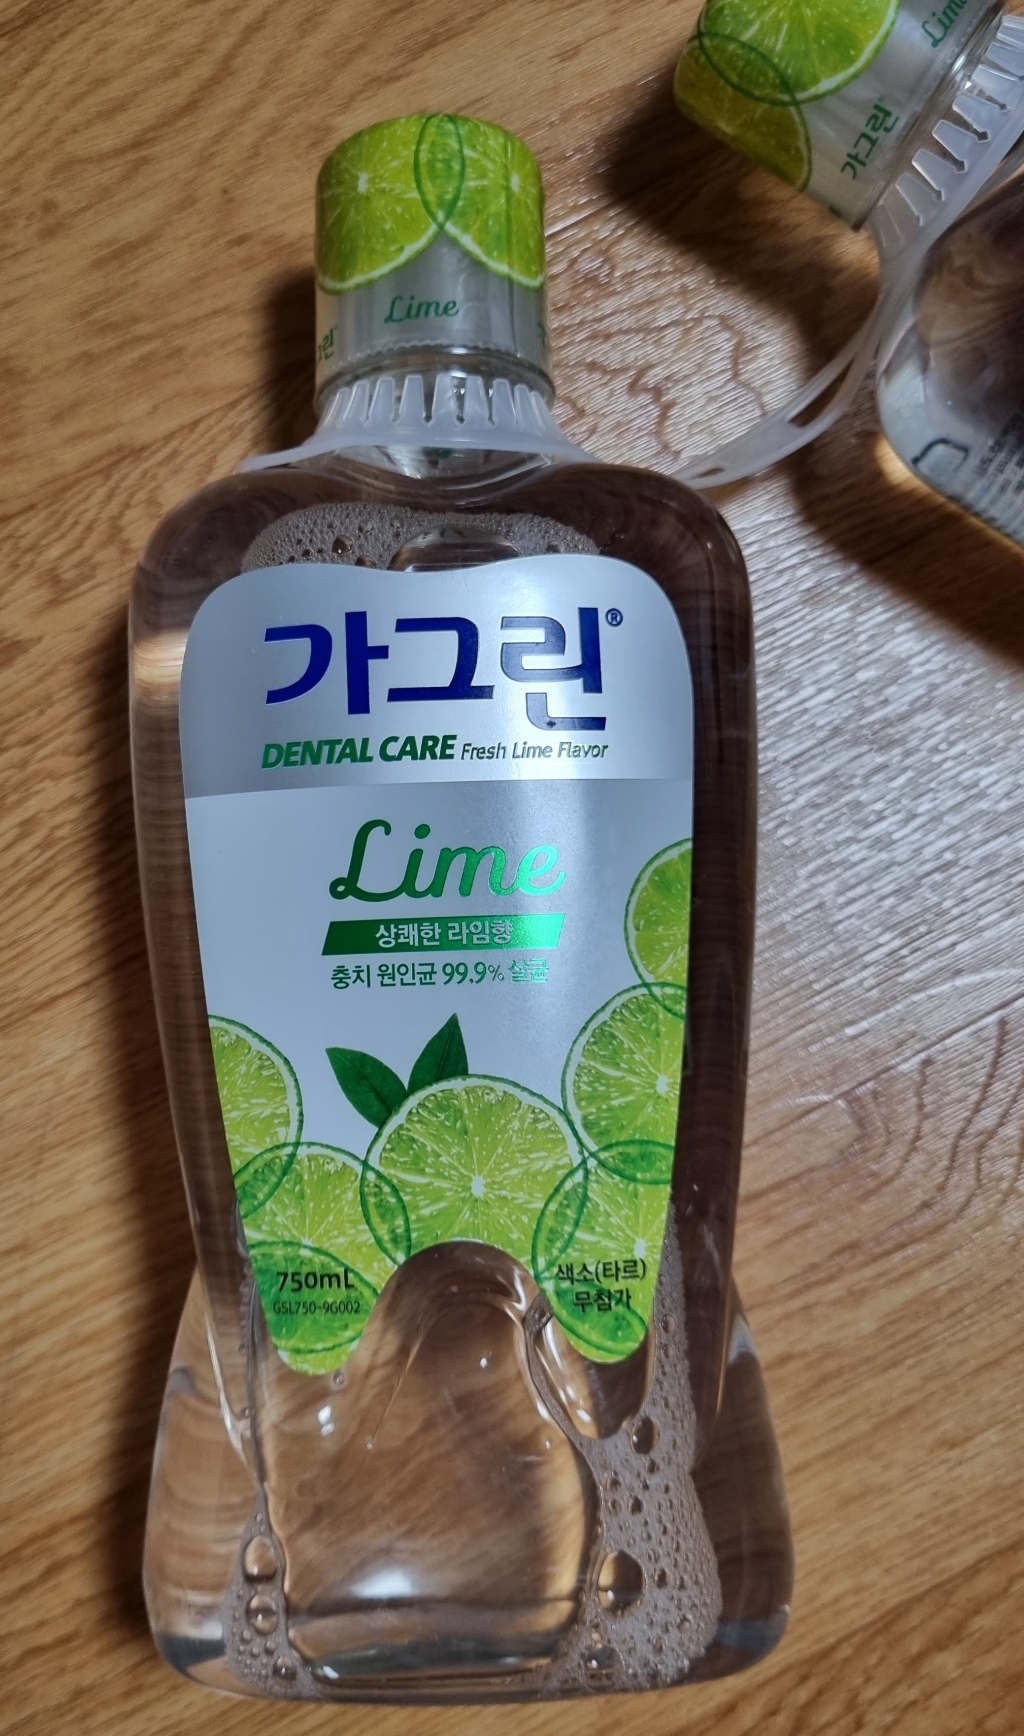 Lime
가그린
Lime
가그린®
DENTAL CARE Fresh Lime Flavor
Lime
상쾌한 라임향
충치 원인균 99.9% 살균
750mL
GSL750-9G002
색소(타르)
무첨가